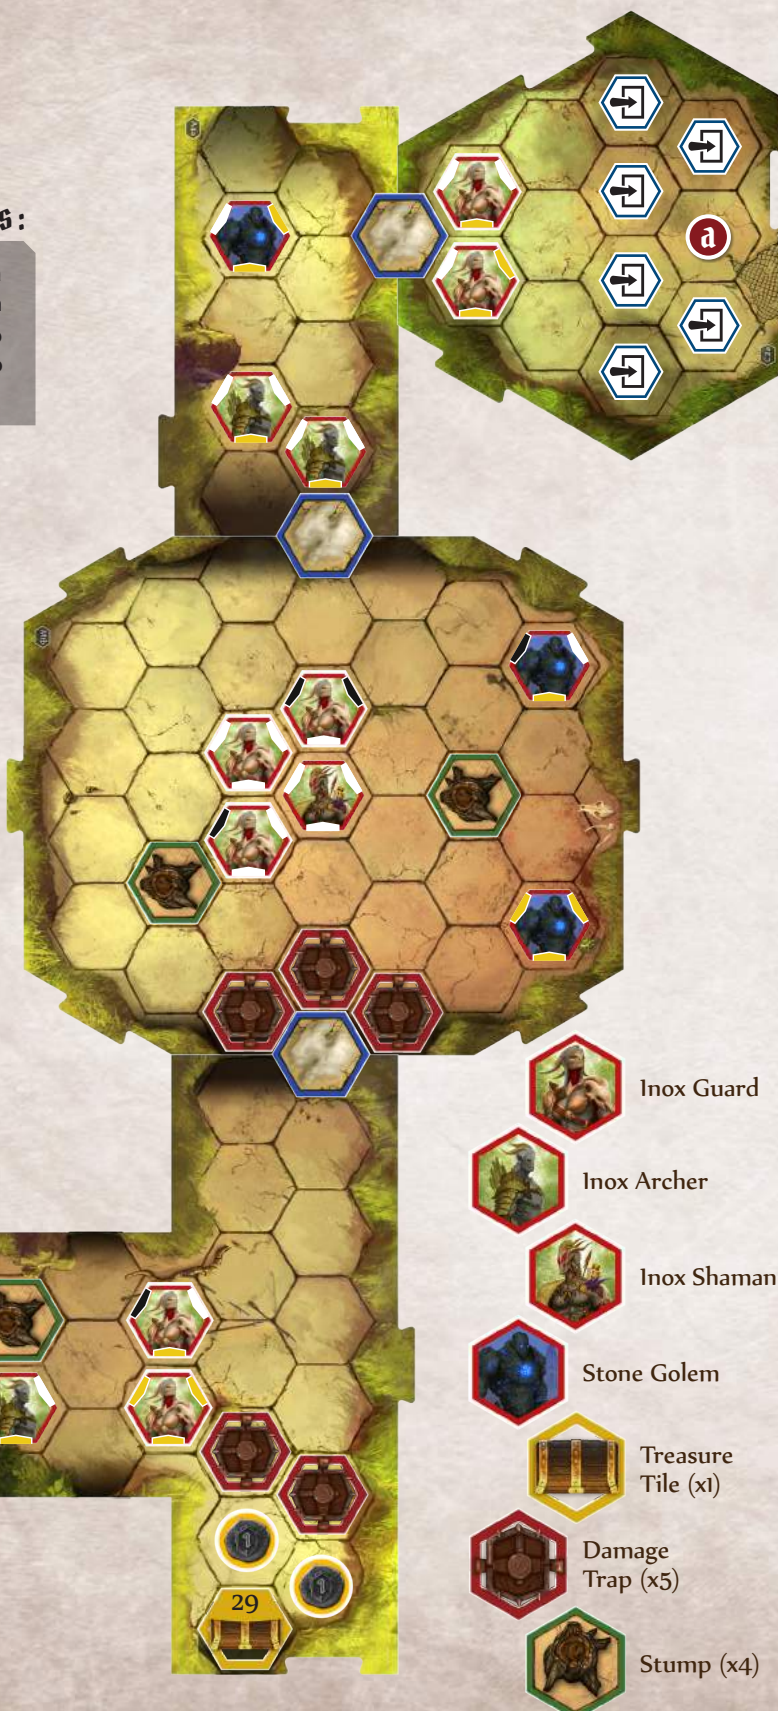 s:
a
1
1
29
Inox Guard
Inox Archer
Inox Shaman
Stone Golem
Treasure
Tile (x1)
Damage
Trap (x5)
Stump (x4)